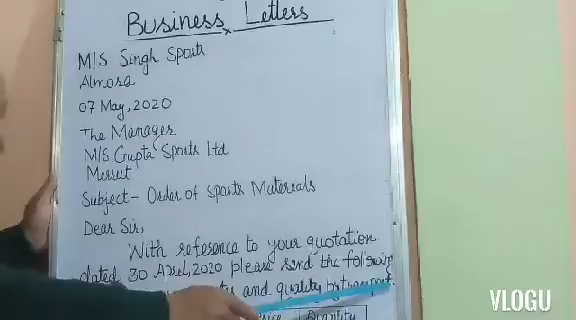 Business Letters
M/S Singh Sports
Almora
07 May, 2020
The Manager
M/S Gupta Sports Ltd
Meerut
Subject- Order of Sports Materials
Dear Sir,
With reference to your quotation
dated 30 April, 2020 please send the following
and quality by transport.
Quantity
VLOGU